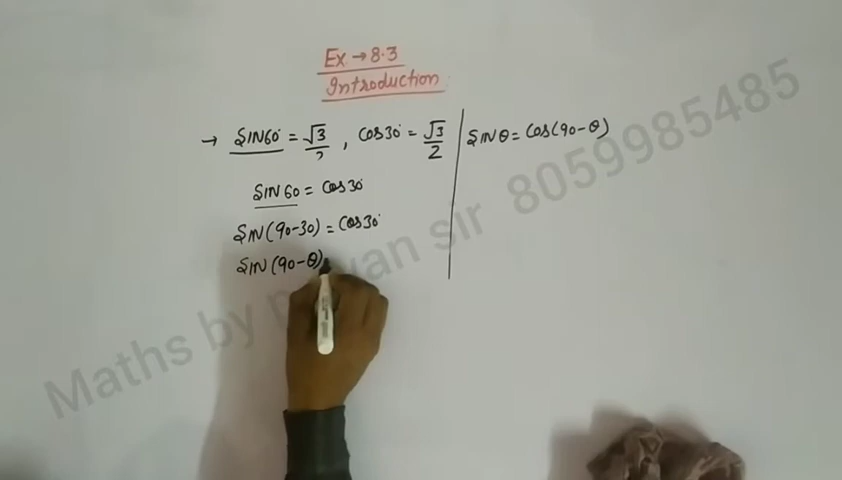 Ex → 8.3
Introduction
→ SIN60° = √3/2 , Cos30° = √3/2
SIN60 = Cos30°
SIN(90-30) = Cos30°
SIN(90-θ)
SINθ = Cos(90-θ)
Maths by pawan sir 8059985485